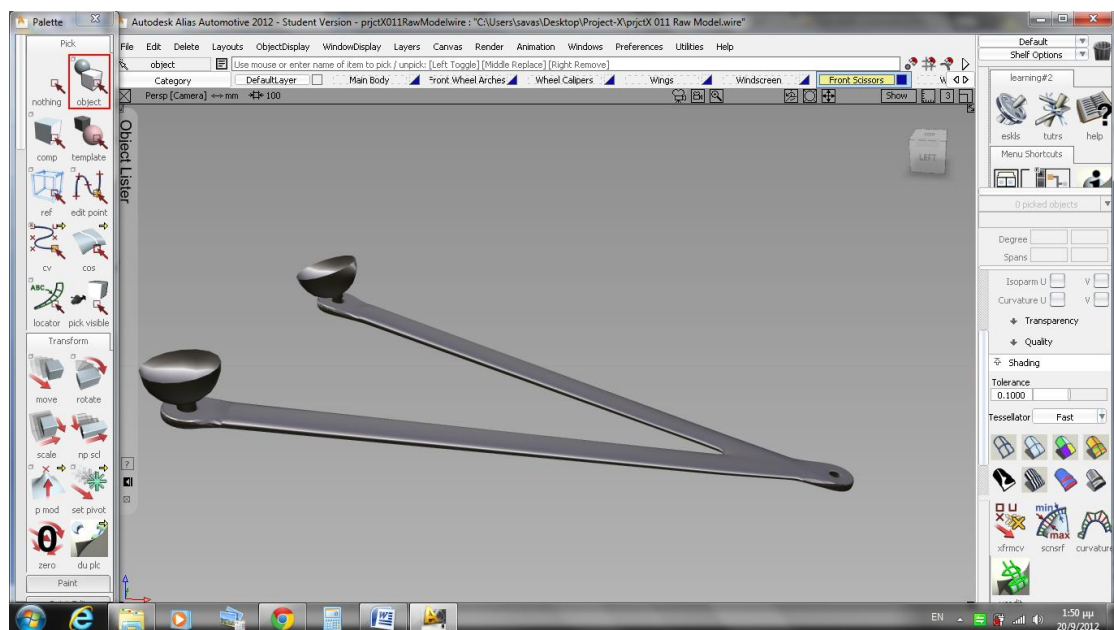 Palette
Autodesk Alias Automotive 2012 - Student Version - prjctX011RawModelwire : "C:\Users\savas\Desktop\Project-X\prjctX 011 Raw Model.wire"
File Edit Delete Layouts ObjectDisplay WindowDisplay Layers Canvas Render Animation Windows Preferences Utilities Help
object Use mouse or enter name of item to pick / unpick: [Left Toggle] [Middle Replace] [Right Remove]
Category DefaultLayer Main Body Front Wheel Arches Wheel Calipers Wings Windscreen Front Scissors
Persp [Camera] mm 100 Show 3
Object Lister
TOP
LEFT
Pick
nothing object
comp template
ref edit point
cv cos
ABC
locator pick visible
Transform
move rotate
scale np scl
p mod set pivot
0
zero du plc
Paint
?
Default
Shelf Options
learning#2
eskls tutrs help
Menu Shortcuts
0 picked objects
Degree
Spans
Isoparm U V
Curvature U V
Transparency
Quality
Shading
Tolerance
0.1000
Tessellator Fast
min max
xfrmcv scnsrf curvature
EN 1:50 μμ
20/9/2012